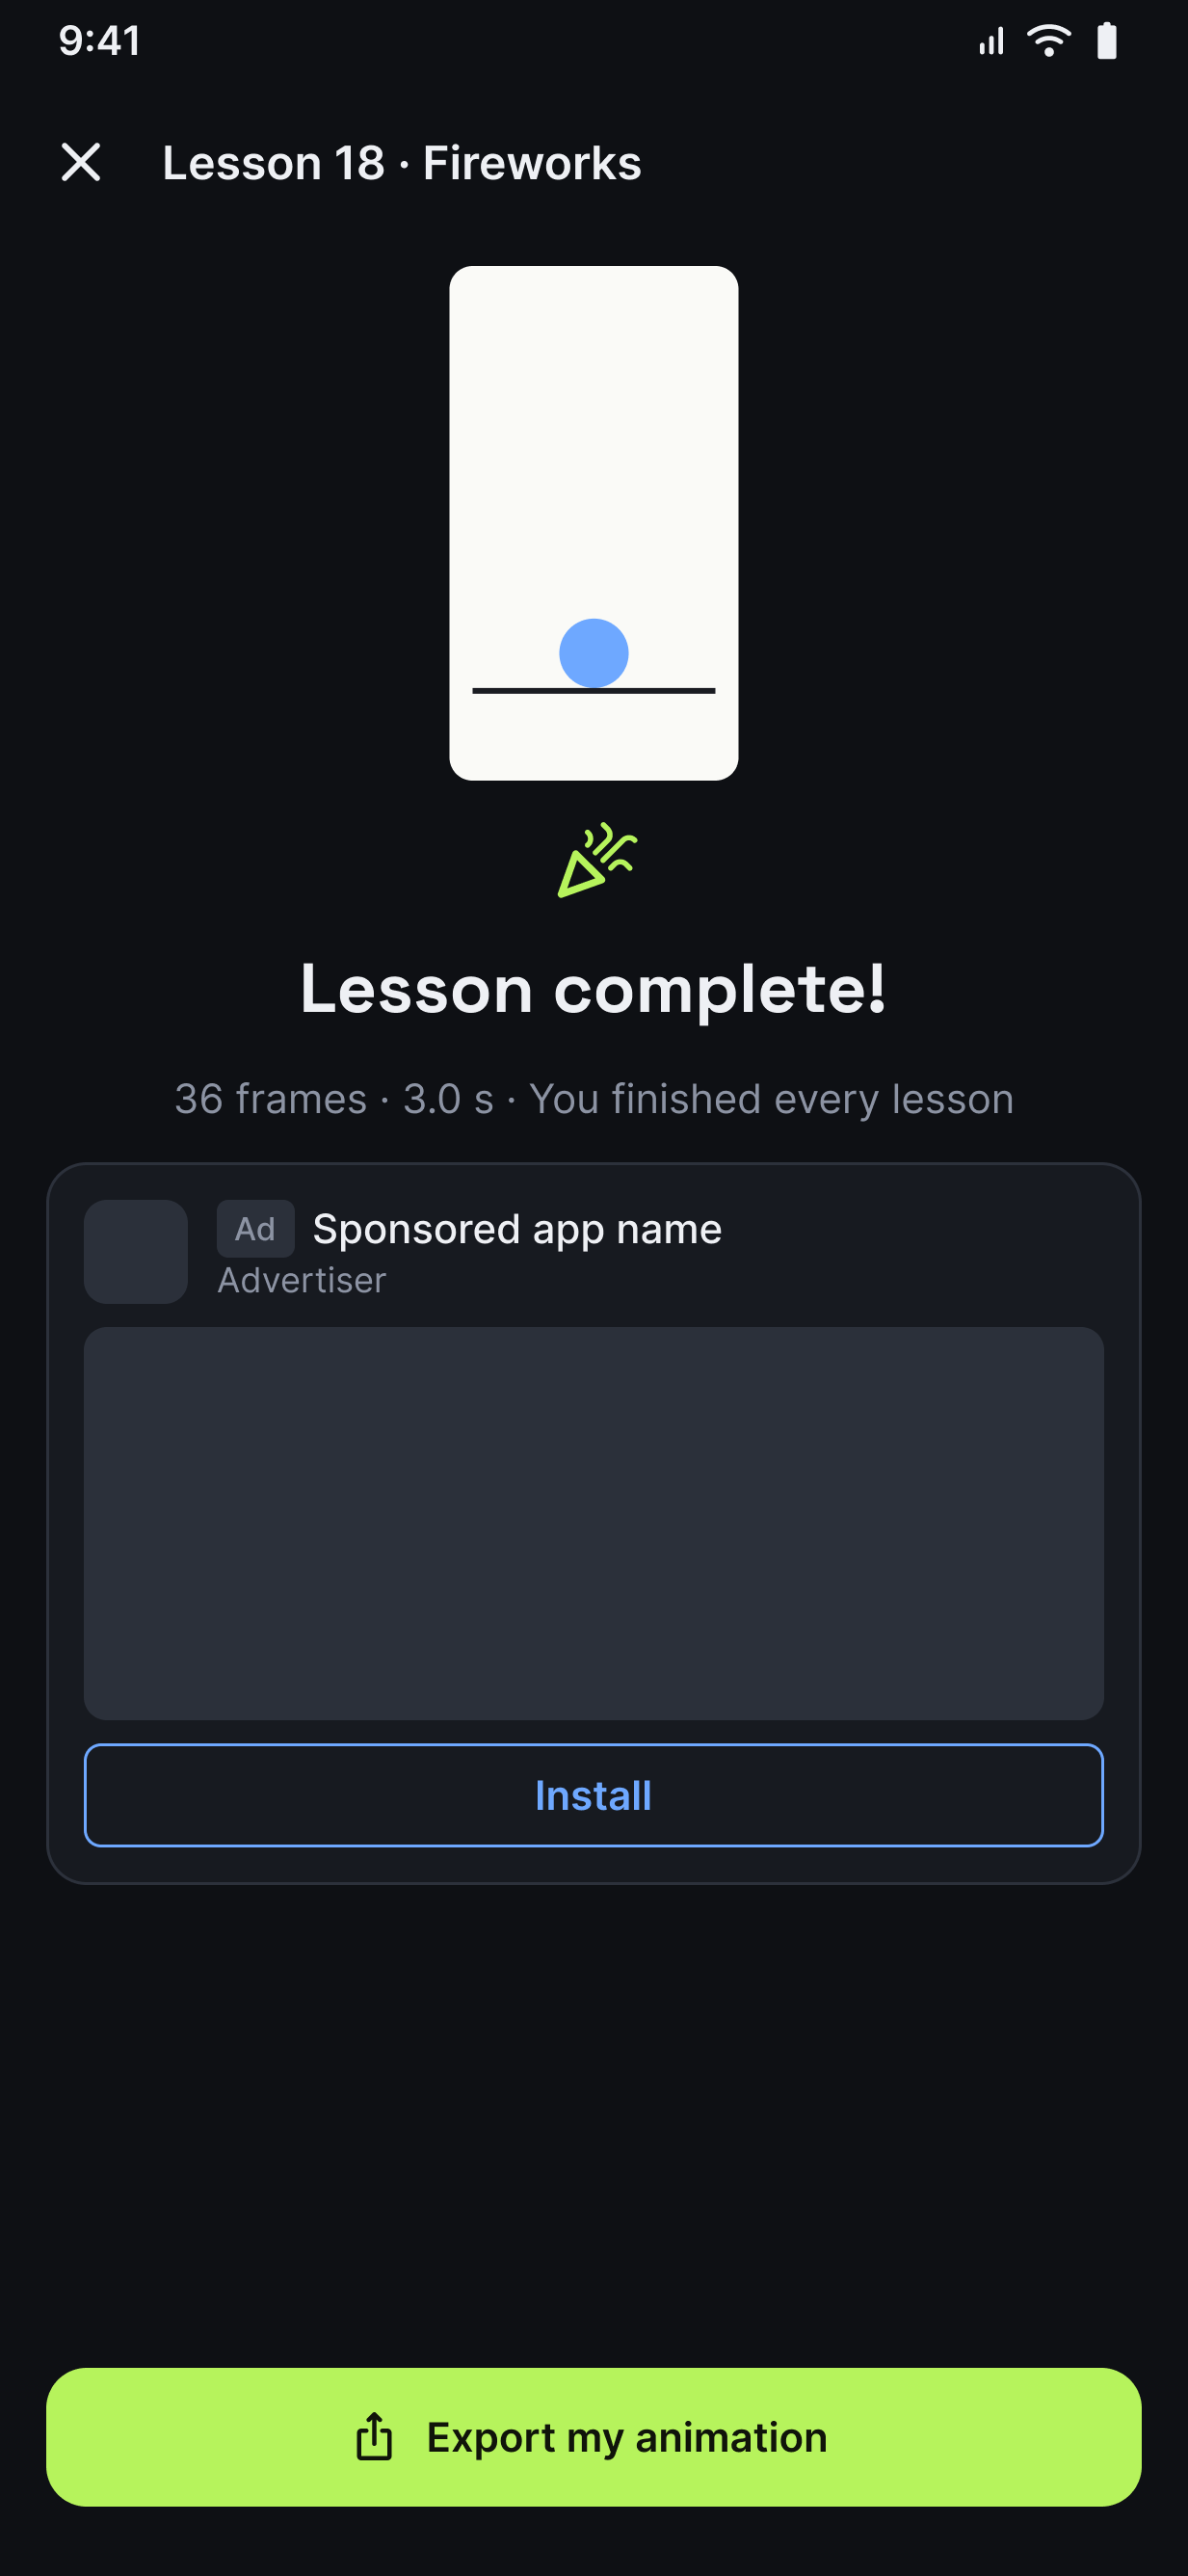 9:41
Lesson 18 · Fireworks
Lesson complete!
36 frames · 3.0 s · You finished every lesson
Ad Sponsored app name
Advertiser
Install
Export my animation